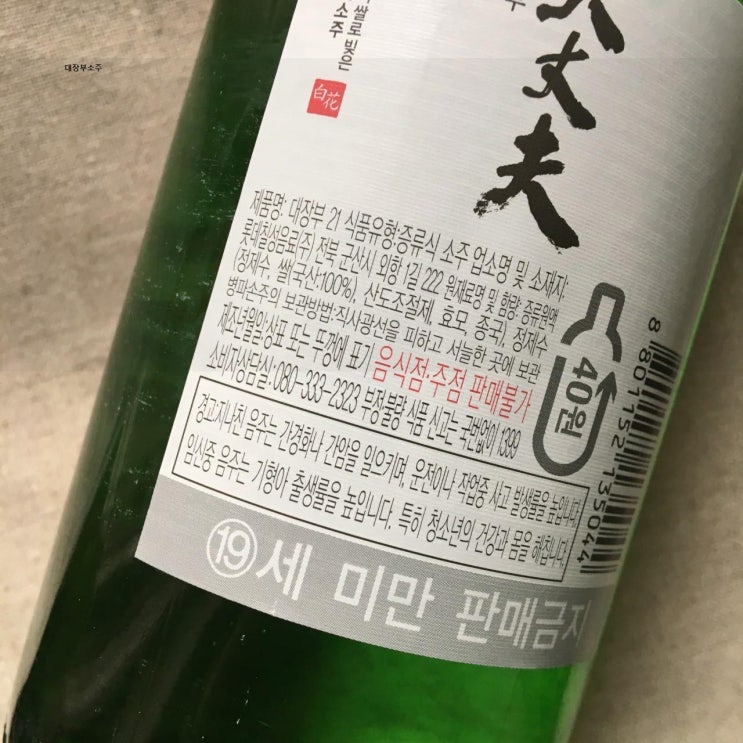 대장부소주
쌀로 빚은
소주
白花
丈夫
제품명: 대장부 21 식품유형:증류식 소주 업소명 및 소재지:
롯데칠성음료(주) 전북 군산시 외항 1길 222 원재료명 및 함량: 증류원액
(정제수, 쌀(국산:100%), 산도조절제, 효모, 종국), 정제수
병파손주의 보관방법:직사광선을 피하고 서늘한 곳에 보관
제조년월일:상표 또는 뚜껑에 표기 음식점·주점 판매불가
소비자상담실: 080-333-2323 부정·불량 식품 신고는 국번없이 1399
경고:지나친 음주는 간경화나 간암을 일으키며, 운전이나 작업중 사고 발생률을 높입니다.
임신중 음주는 기형아 출생률을 높입니다. 특히 청소년의 건강과 몸을 해칩니다.
40원
8 801152 135044
19세 미만 판매금지